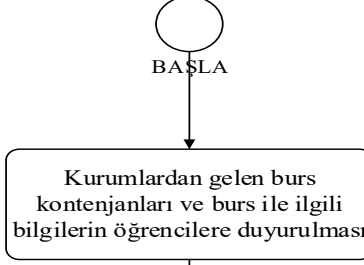 BAŞLA
Kurumlardan gelen burs
kontenjanları ve burs ile ilgili
bilgilerin öğrencilere duyurulması